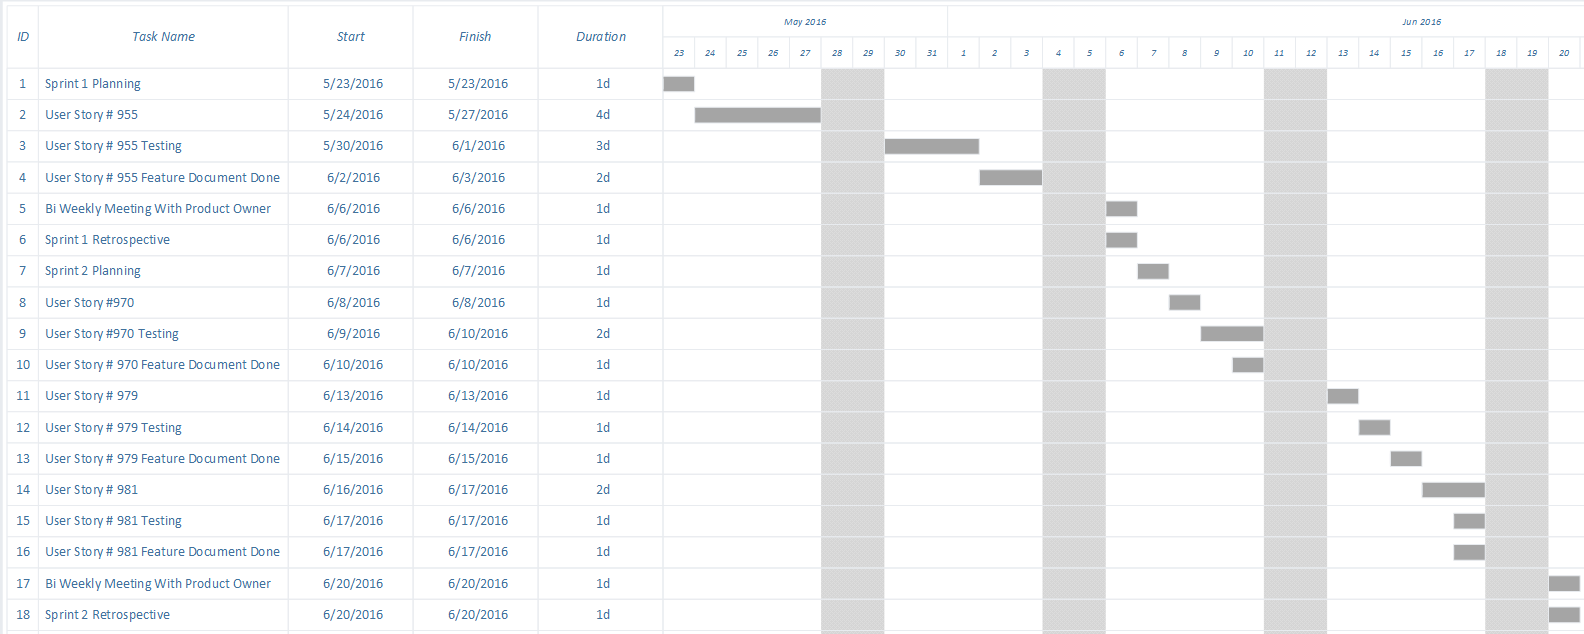 May 2016 Jun 2016
ID Task Name Start Finish Duration
23 24 25 26 27 28 29 30 31 1 2 3 4 5 6 7 8 9 10 11 12 13 14 15 16 17 18 19 20
1 Sprint 1 Planning 5/23/2016 5/23/2016 1d
2 User Story # 955 5/24/2016 5/27/2016 4d
3 User Story # 955 Testing 5/30/2016 6/1/2016 3d
4 User Story # 955 Feature Document Done 6/2/2016 6/3/2016 2d
5 Bi Weekly Meeting With Product Owner 6/6/2016 6/6/2016 1d
6 Sprint 1 Retrospective 6/6/2016 6/6/2016 1d
7 Sprint 2 Planning 6/7/2016 6/7/2016 1d
8 User Story #970 6/8/2016 6/8/2016 1d
9 User Story #970 Testing 6/9/2016 6/10/2016 2d
10 User Story # 970 Feature Document Done 6/10/2016 6/10/2016 1d
11 User Story # 979 6/13/2016 6/13/2016 1d
12 User Story # 979 Testing 6/14/2016 6/14/2016 1d
13 User Story # 979 Feature Document Done 6/15/2016 6/15/2016 1d
14 User Story # 981 6/16/2016 6/17/2016 2d
15 User Story # 981 Testing 6/17/2016 6/17/2016 1d
16 User Story # 981 Feature Document Done 6/17/2016 6/17/2016 1d
17 Bi Weekly Meeting With Product Owner 6/20/2016 6/20/2016 1d
18 Sprint 2 Retrospective 6/20/2016 6/20/2016 1d